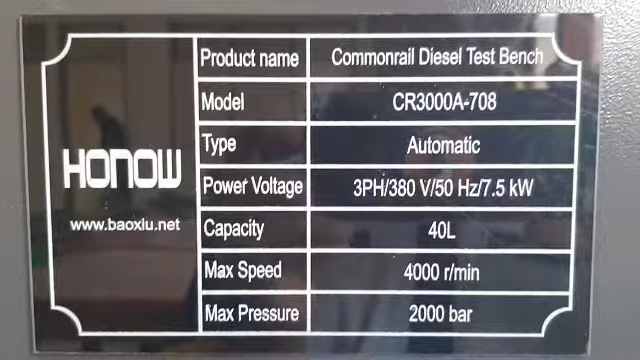 HONOW
www.baoxiu.net
Product name Commonrail Diesel Test Bench
Model CR3000A-708
Type Automatic
Power Voltage 3PH/380 V/50 Hz/7.5 kW
Capacity 40L
Max Speed 4000 r/min
Max Pressure 2000 bar